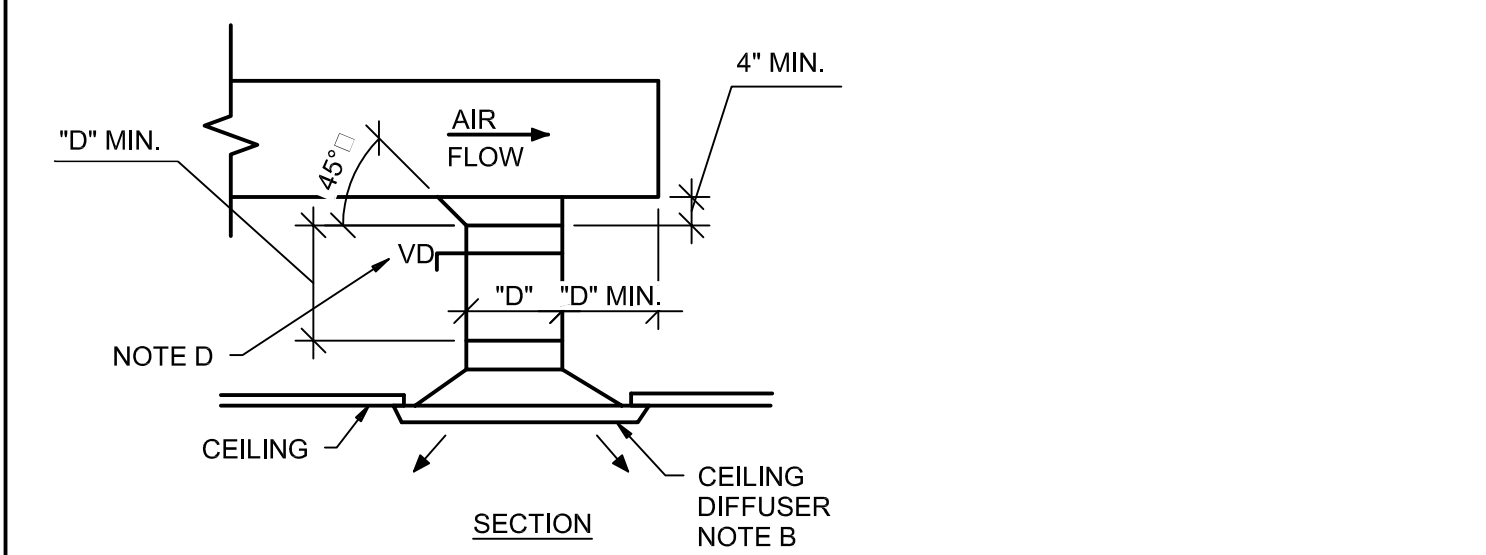 4" MIN.
"D" MIN.
AIR
FLOW
45°□
VD
"D"
"D" MIN.
NOTE D
CEILING
CEILING
DIFFUSER
NOTE B
SECTION